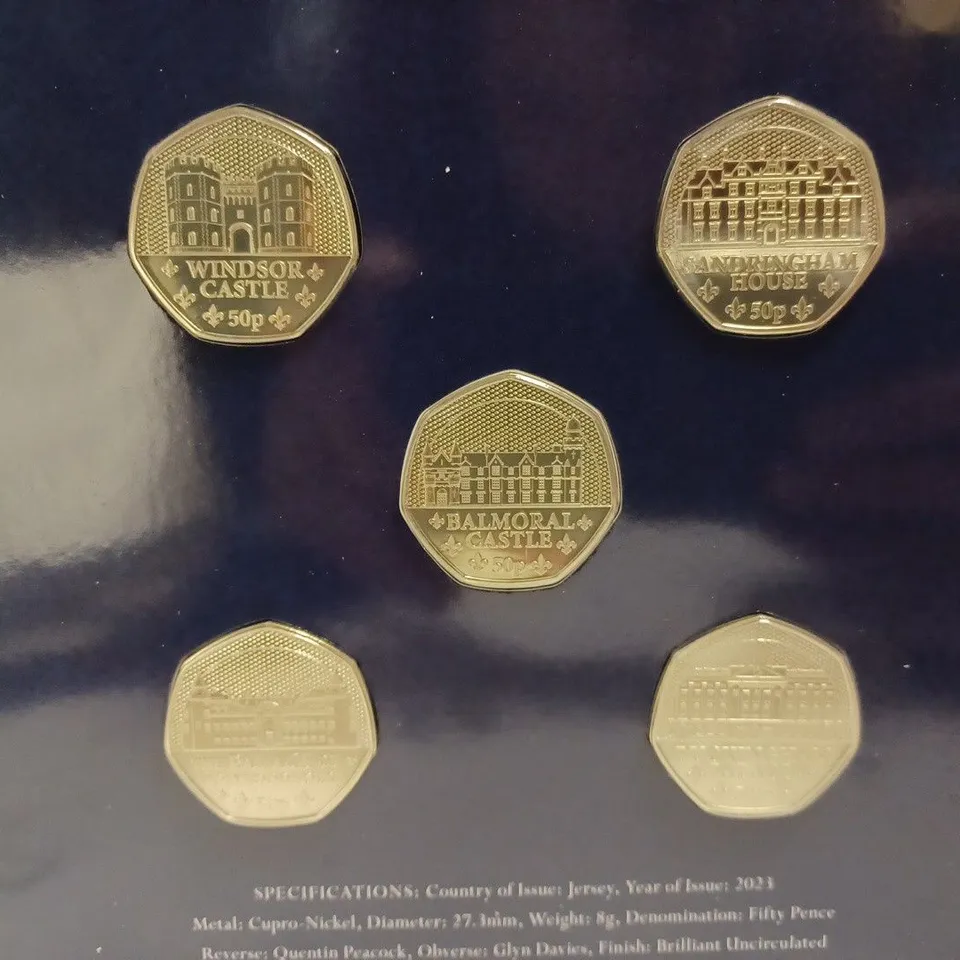 WINDSOR
CASTLE
50p
SANDRINGHAM
HOUSE
50p
BALMORAL
CASTLE
50p
SPECIFICATIONS: Country of Issue: Jersey, Year of Issue: 2023
Metal: Cupro-Nickel, Diameter: 27.3mm, Weight: 8g, Denomination: Fifty Pence
Reverse: Quentin Peacock, Obverse: Glyn Davies, Finish: Brilliant Uncirculated